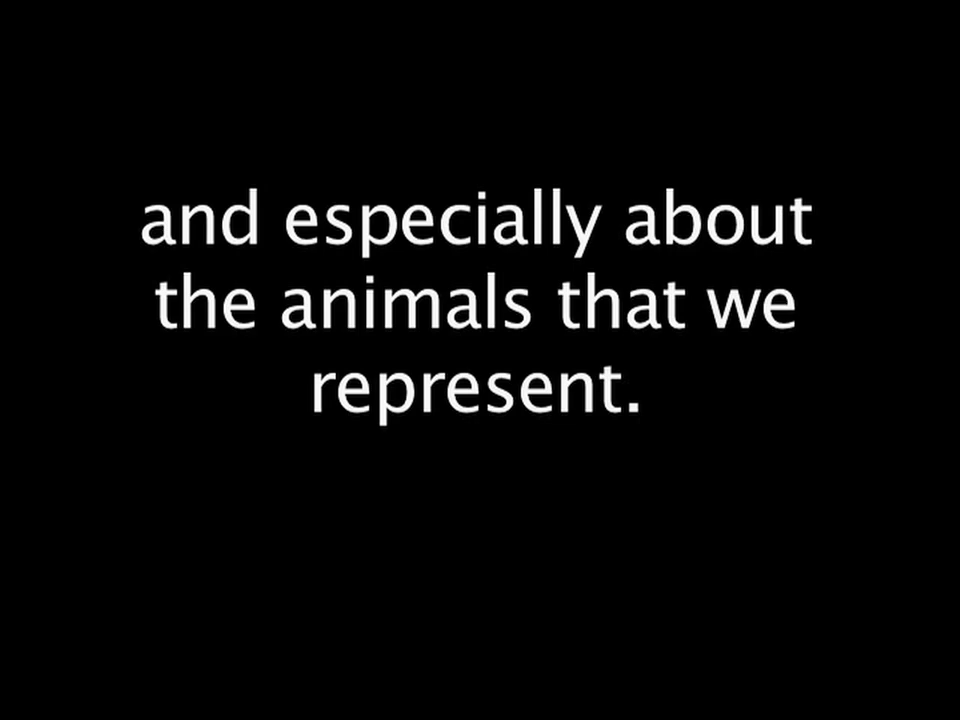 and especially about
the animals that we
represent.